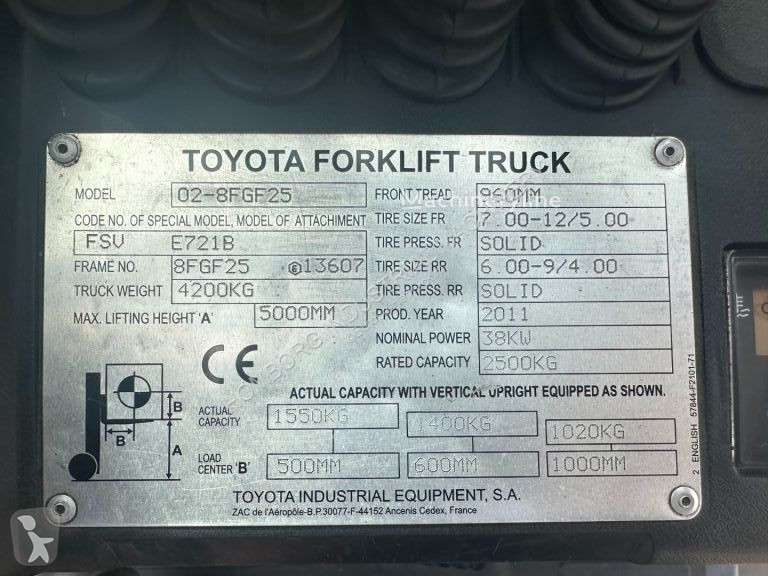 TOYOTA FORKLIFT TRUCK
MODEL 02-8FGF25 FRONT TREAD 960MM
CODE NO. OF SPECIAL MODEL, MODEL OF ATTACHMENT TIRE SIZE FR 7.00-12/5.00
FSV E721B TIRE PRESS. FR SOLID
FRAME NO. 8FGF25 13607 TIRE SIZE RR 6.00-9/4.00
TRUCK WEIGHT 4200KG TIRE PRESS. RR SOLID
MAX. LIFTING HEIGHT 'A' 5000MM PROD. YEAR 2011
NOMINAL POWER 38KW
RATED CAPACITY 2500KG
CE
ACTUAL CAPACITY WITH VERTICAL UPRIGHT EQUIPPED AS SHOWN.
B
B
A
ACTUAL CAPACITY 1550KG 1400KG 1020KG
LOAD CENTER 'B' 500MM 600MM 1000MM
TOYOTA INDUSTRIAL EQUIPMENT, S.A.
ZAC de l'Aéropôle-B.P.30077-F-44152 Ancenis Cedex, France
2 ENGLISH 57844-F2101-71